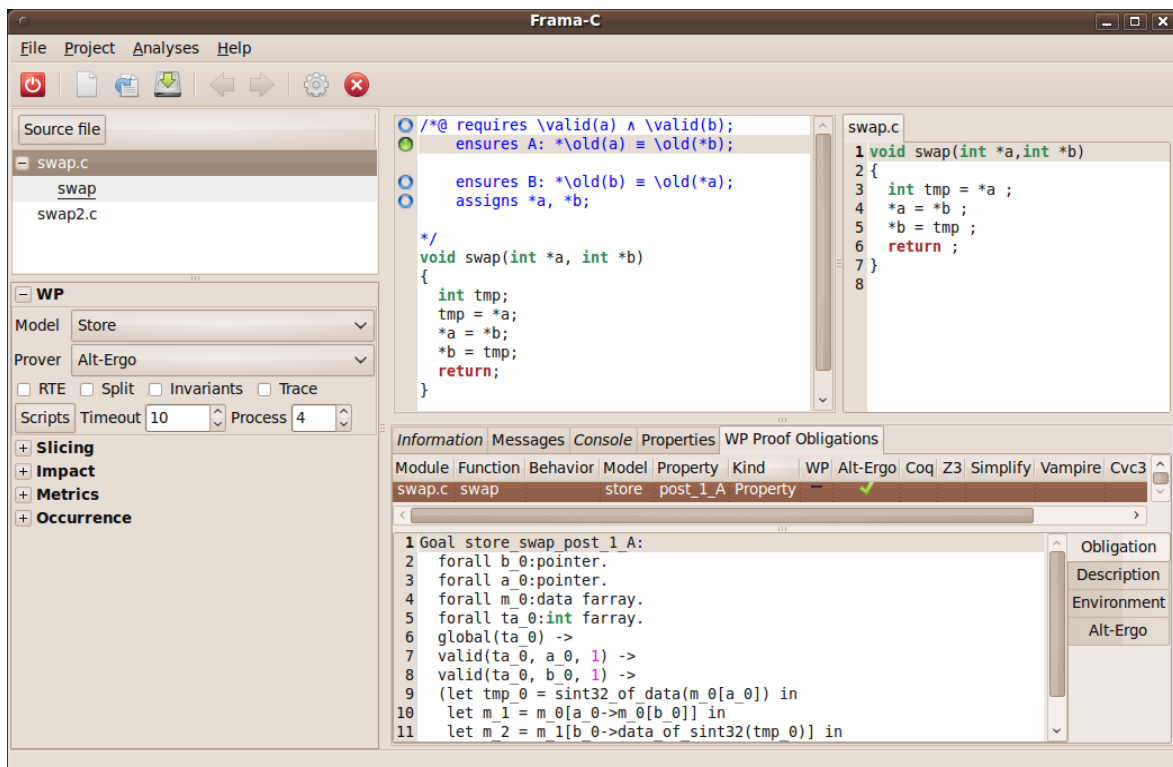 Frama-C
File Project Analyses Help
Source file
swap.c
swap
swap2.c
WP
Model Store
Prover Alt-Ergo
RTE Split Invariants Trace
Scripts Timeout 10 Process 4
Slicing
Impact
Metrics
Occurrence
/*@ requires \valid(a) ∧ \valid(b);
ensures A: *\old(a) ≡ \old(*b);
ensures B: *\old(b) ≡ \old(*a);
assigns *a, *b;
*/
void swap(int *a, int *b)
{
int tmp;
tmp = *a;
*a = *b;
*b = tmp;
return;
}
swap.c
1 void swap(int *a,int *b)
2 {
3 int tmp = *a ;
4 *a = *b ;
5 *b = tmp ;
6 return ;
7 }
8
Information Messages Console Properties WP Proof Obligations
Module Function Behavior Model Property Kind WP Alt-Ergo Coq Z3 Simplify Vampire Cvc3
swap.c swap store post_1_A Property
1 Goal store_swap_post_1_A:
2 forall b_0:pointer.
3 forall a_0:pointer.
4 forall m_0:data farray.
5 forall ta_0:int farray.
6 global(ta_0) ->
7 valid(ta_0, a_0, 1) ->
8 valid(ta_0, b_0, 1) ->
9 (let tmp_0 = sint32_of_data(m_0[a_0]) in
10 let m_1 = m_0[a_0->m_0[b_0]] in
11 let m_2 = m_1[b_0->data_of_sint32(tmp_0)] in
Obligation
Description
Environment
Alt-Ergo